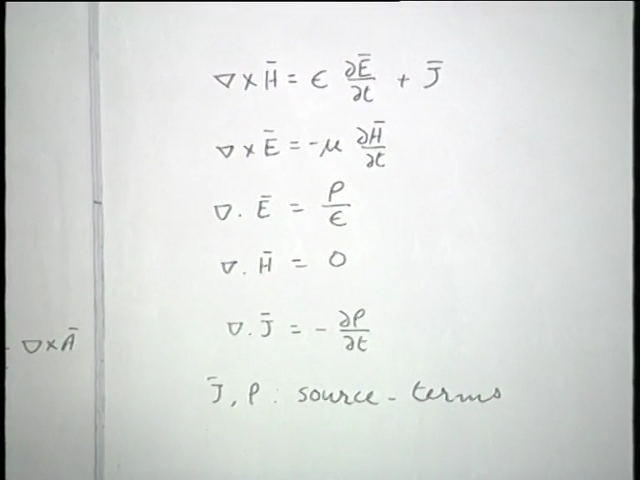 ∇ × H̄ = ϵ ∂Ē/∂t + J̄
∇ × Ē = -μ ∂H̄/∂t
∇. Ē = ρ/ϵ
∇. H̄ = 0
∇. J̄ = - ∂ρ/∂t
∇×Ā
J̄, ρ : source - terms